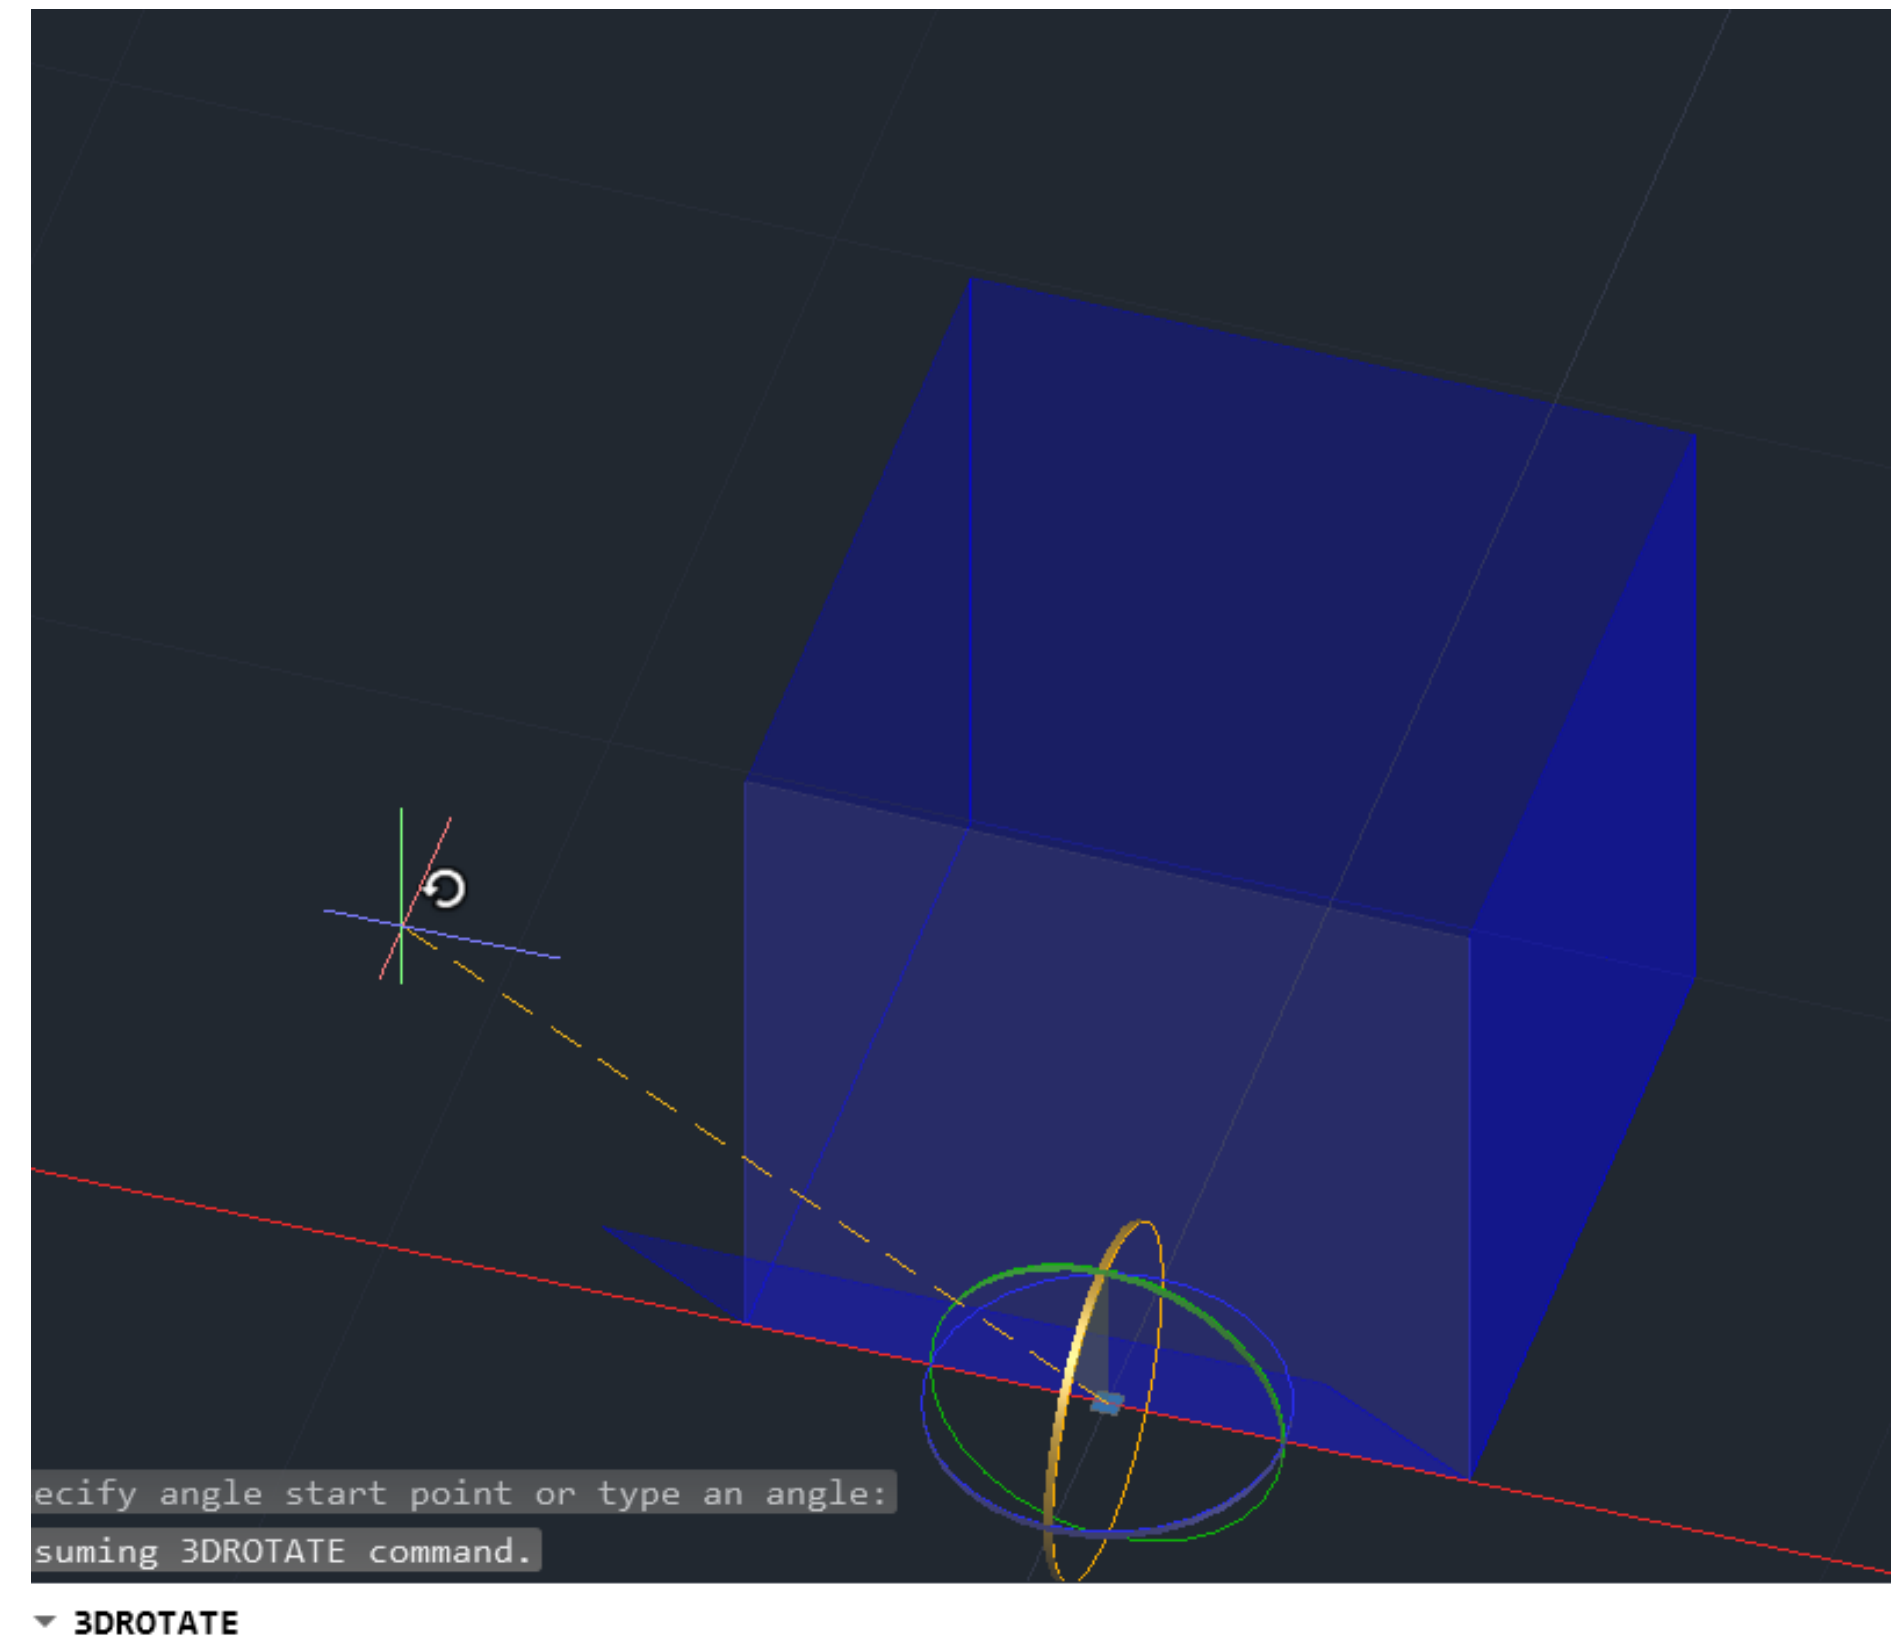 ecify angle start point or type an angle:
suming 3DROTATE command.
3DROTATE